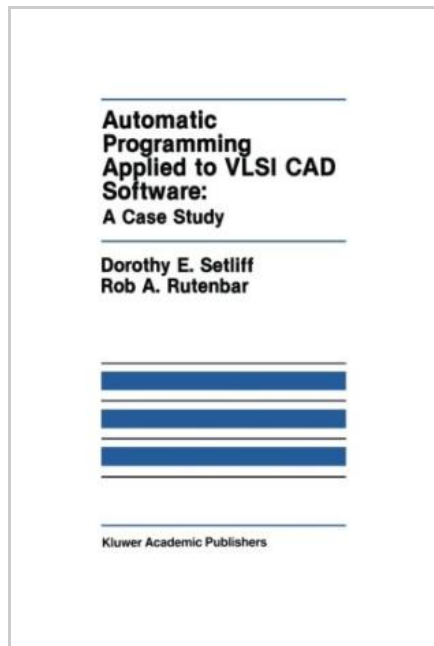 Automatic
Programming
Applied to VLSI CAD
Software:
A Case Study
Dorothy E. Setliff
Rob A. Rutenbar
Kluwer Academic Publishers